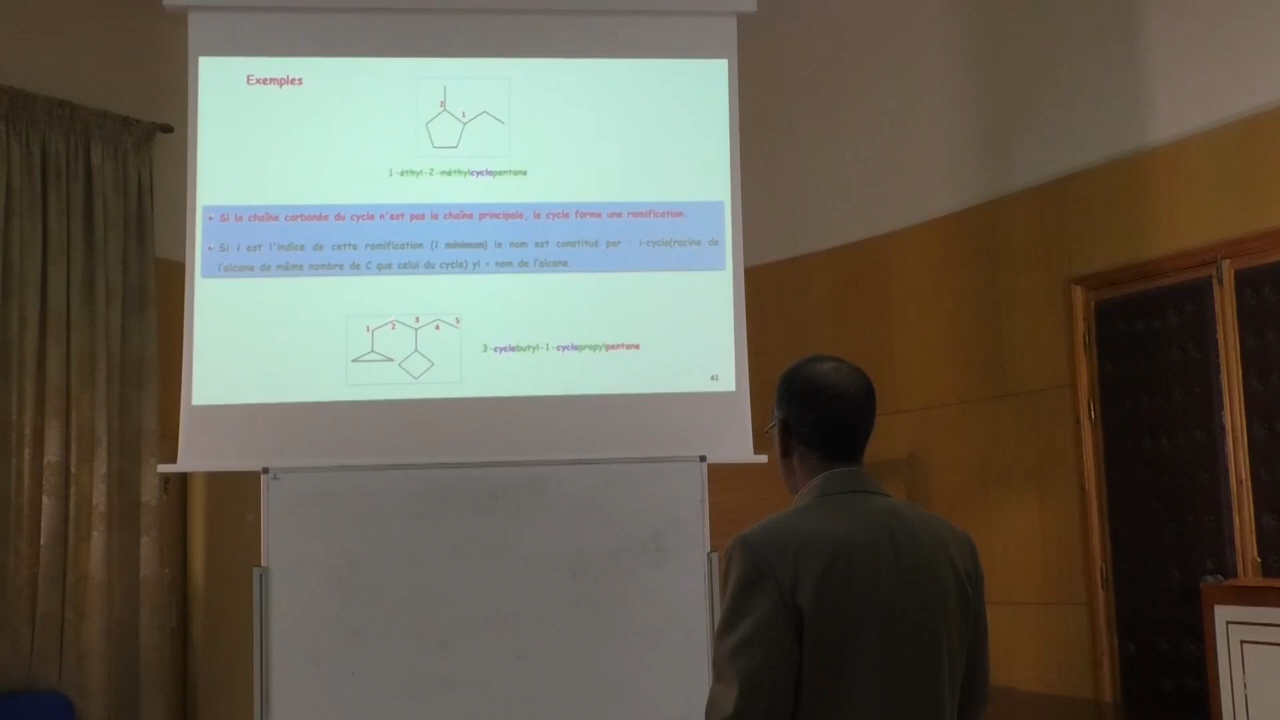 Exemples
2
1
1-éthyl-2-méthylcyclopentane
Si la chaîne carbonée du cycle n'est pas la chaîne principale, le cycle forme une ramification.
Si i est l'indice de cette ramification (i minimum) le nom est constitué par : i-cyclo(racine de
l'alcane de même nombre de C que celui du cycle) yl + nom de l'alcane.
1 2 3 4 5
3-cyclobutyl-1-cyclopropylpentane
41